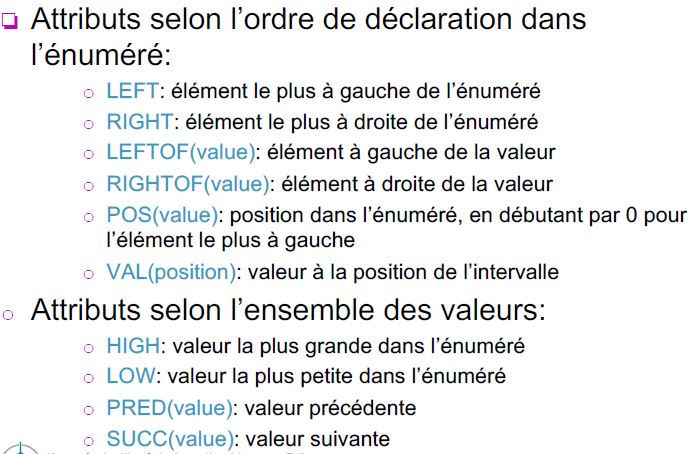 Attributs selon l’ordre de déclaration dans
l’énuméré:
LEFT: élément le plus à gauche de l’énuméré
RIGHT: élément le plus à droite de l’énuméré
LEFTOF(value): élément à gauche de la valeur
RIGHTOF(value): élément à droite de la valeur
POS(value): position dans l’énuméré, en débutant par 0 pour
l’élément le plus à gauche
VAL(position): valeur à la position de l’intervalle
Attributs selon l’ensemble des valeurs:
HIGH: valeur la plus grande dans l’énuméré
LOW: valeur la plus petite dans l’énuméré
PRED(value): valeur précédente
SUCC(value): valeur suivante